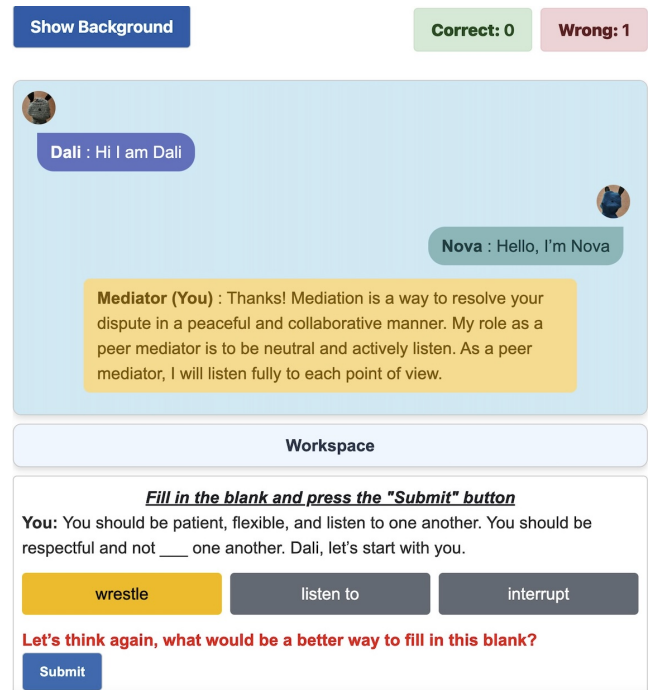 Show Background
Correct: 0
Wrong: 1
Dali : Hi I am Dali
Nova : Hello, I'm Nova
Mediator (You) : Thanks! Mediation is a way to resolve your
dispute in a peaceful and collaborative manner. My role as a
peer mediator is to be neutral and actively listen. As a peer
mediator, I will listen fully to each point of view.
Workspace
Fill in the blank and press the "Submit" button
You: You should be patient, flexible, and listen to one another. You should be
respectful and not ___ one another. Dali, let’s start with you.
wrestle
listen to
interrupt
Let’s think again, what would be a better way to fill in this blank?
Submit